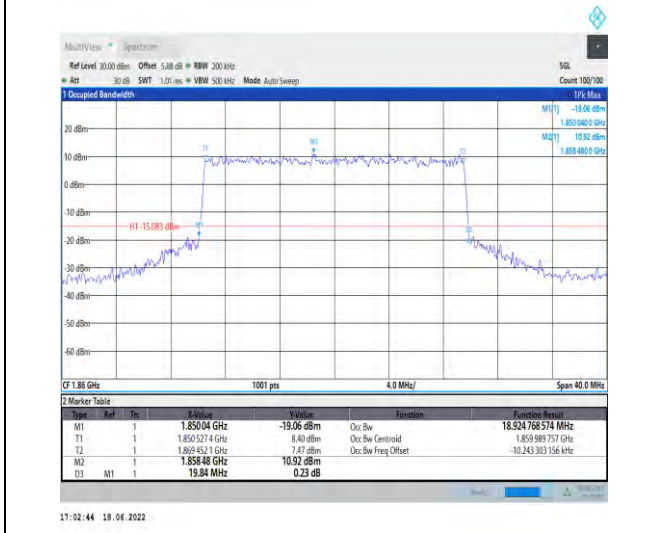 MultiView Spectrum
Ref Level 30.00 dBm Offset 5.88 dB RBW 200 kHz SGL
Att 30 dB SWT 1.01 ms VBW 500 kHz Mode Auto Sweep Count 100/100
1 Occupied Bandwidth 1Pk Max
M1[1] -19.06 dBm
1.850 040 0 GHz
M2[1] 10.92 dBm
1.858 480 0 GHz
20 dBm
T1 M2 T2
10 dBm
0 dBm
-10 dBm
H1 -15.083 dBm M1
-20 dBm D3
-30 dBm
-40 dBm
-50 dBm
-60 dBm
CF 1.86 GHz 1001 pts 4.0 MHz/ Span 40.0 MHz
2 Marker Table
Type Ref Trc X-Value Y-Value Function Function Result
M1 1 1.85004 GHz -19.06 dBm Occ Bw 18.924 768 574 MHz
T1 1 1.850 527 4 GHz 8.40 dBm Occ Bw Centroid 1.859 989 757 GHz
T2 1 1.869 452 1 GHz 7.47 dBm Occ Bw Freq Offset -10.243 303 156 kHz
M2 1 1.85848 GHz 10.92 dBm
D3 M1 1 19.84 MHz 0.23 dB
17:02:44 18.06.2022